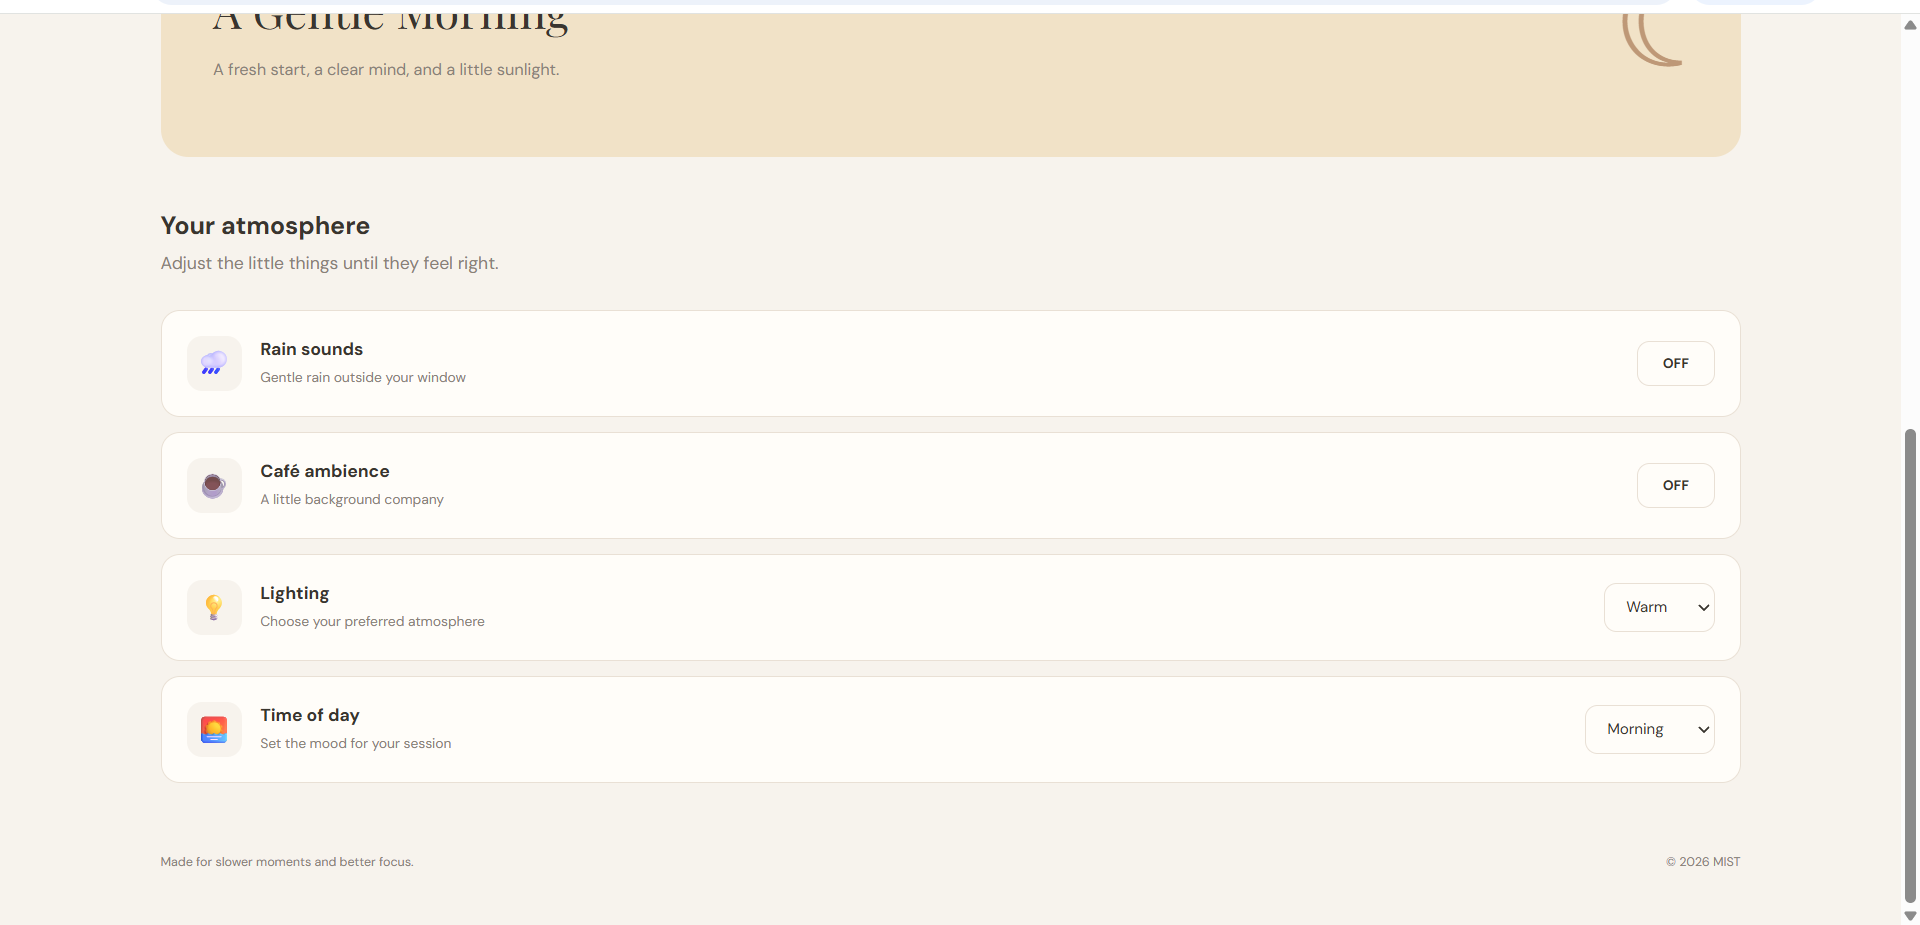 A Gentle Morning
A fresh start, a clear mind, and a little sunlight.
Your atmosphere
Adjust the little things until they feel right.
Rain sounds
Gentle rain outside your window
OFF
Café ambience
A little background company
OFF
Lighting
Choose your preferred atmosphere
Warm
Time of day
Set the mood for your session
Morning
Made for slower moments and better focus.
© 2026 MIST